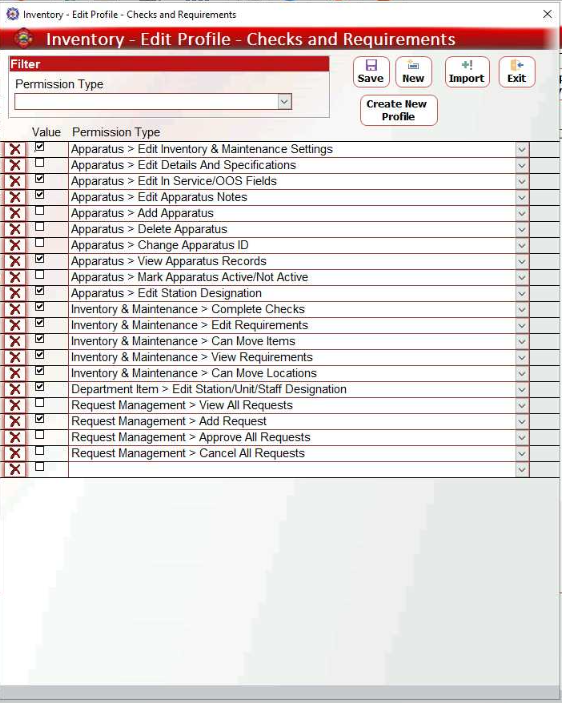 Inventory - Edit Profile - Checks and Requirements
Inventory - Edit Profile - Checks and Requirements
Filter
Permission Type
Save
New
Import
Exit
Create New
Profile
Value Permission Type
Apparatus > Edit Inventory & Maintenance Settings
Apparatus > Edit Details And Specifications
Apparatus > Edit In Service/OOS Fields
Apparatus > Edit Apparatus Notes
Apparatus > Add Apparatus
Apparatus > Delete Apparatus
Apparatus > Change Apparatus ID
Apparatus > View Apparatus Records
Apparatus > Mark Apparatus Active/Not Active
Apparatus > Edit Station Designation
Inventory & Maintenance > Complete Checks
Inventory & Maintenance > Edit Requirements
Inventory & Maintenance > Can Move Items
Inventory & Maintenance > View Requirements
Inventory & Maintenance > Can Move Locations
Department Item > Edit Station/Unit/Staff Designation
Request Management > View All Requests
Request Management > Add Request
Request Management > Approve All Requests
Request Management > Cancel All Requests